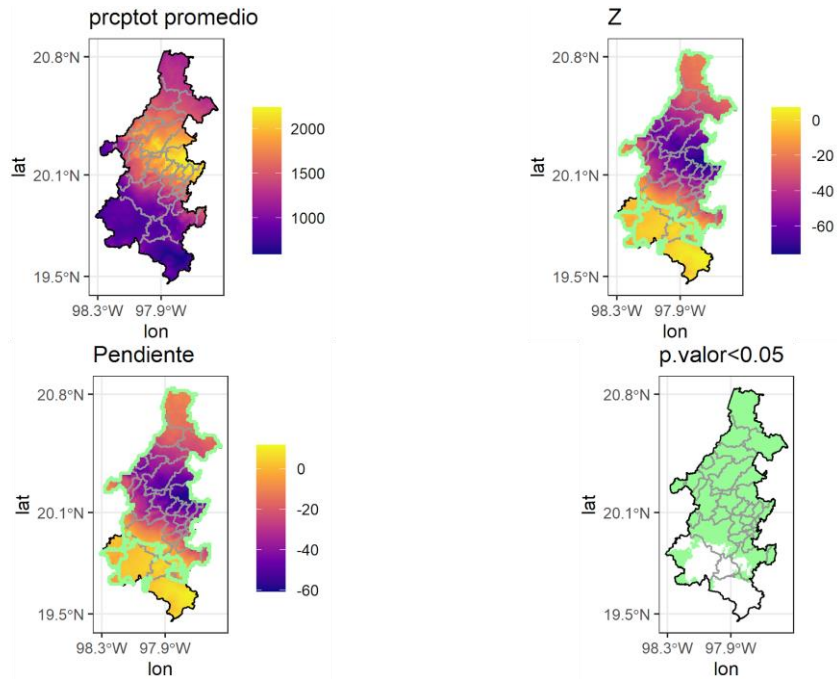 prcptot promedio
20.8°N
20.1°N
19.5°N
lat
98.3°W 97.9°W
lon
2000
1500
1000
Z
20.8°N
20.1°N
19.5°N
lat
98.3°W 97.9°W
lon
0
-20
-40
-60
Pendiente
20.8°N
20.1°N
19.5°N
lat
98.3°W 97.9°W
lon
0
-20
-40
-60
p.valor<0.05
20.8°N
20.1°N
19.5°N
lat
98.3°W 97.9°W
lon